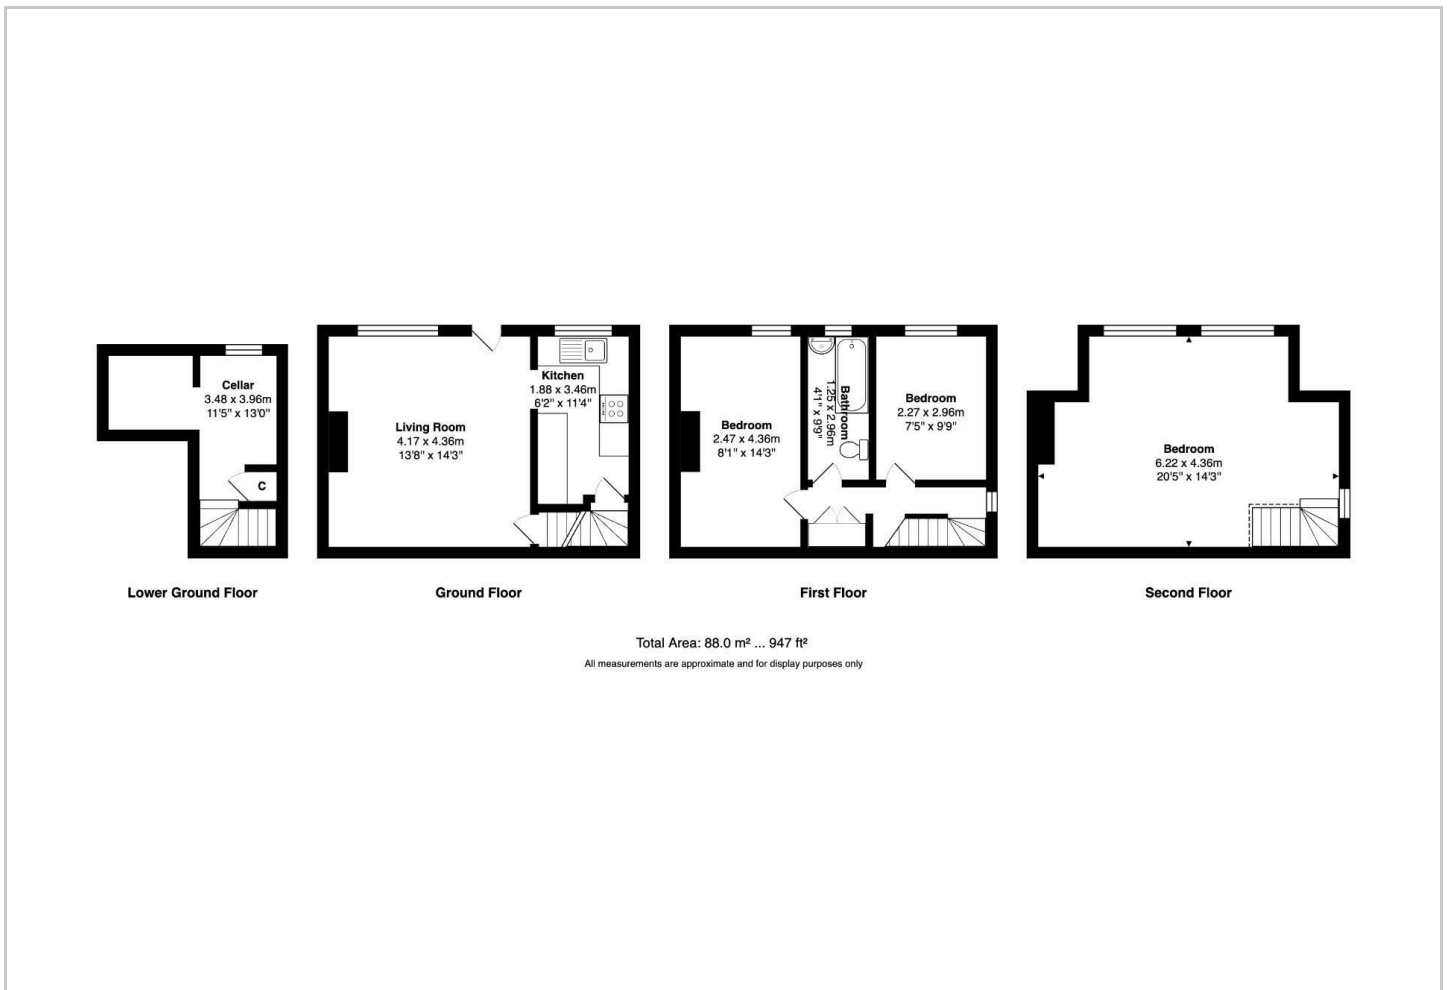 Cellar
3.48 x 3.96m
11'5" x 13'0"
C
Lower Ground Floor
Living Room
4.17 x 4.36m
13'8" x 14'3"
Kitchen
1.88 x 3.46m
6'2" x 11'4"
Ground Floor
Bedroom
2.47 x 4.36m
8'1" x 14'3"
Bathroom
1.25 x 2.96m
4'1" x 9'9"
Bedroom
2.27 x 2.96m
7'5" x 9'9"
First Floor
Bedroom
6.22 x 4.36m
20'5" x 14'3"
Second Floor
Total Area: 88.0 m² ... 947 ft²
All measurements are approximate and for display purposes only